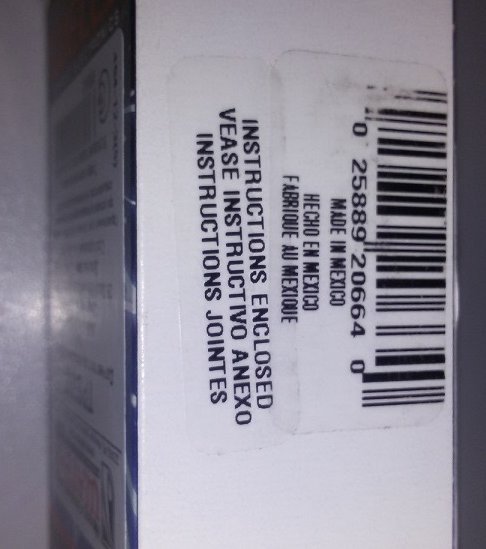 0 25889 20664 0
MADE IN MEXICO
HECHO EN MEXICO
FABRIQUE AU MEXIQUE
INSTRUCTIONS ENCLOSED
VEASE INSTRUCTIVO ANEXO
INSTRUCTIONS JOINTES